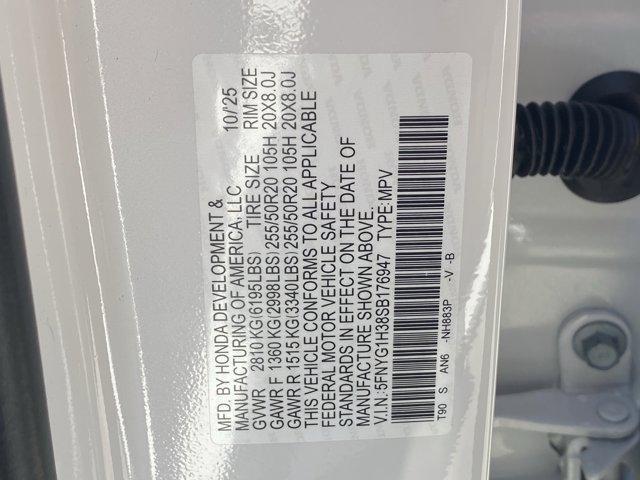 MFD. BY HONDA DEVELOPMENT & 10/'25
MANUFACTURING OF AMERICA, LLC
TIRE SIZE RIM SIZE
GVWR 2810 KG(6195LBS)
GAWR F 1360 KG(2998LBS)255/50R20 105H 20X8.0J
GAWR R 1515 KG(3340LBS)255/50R20 105H 20X8.0J
THIS VEHICLE CONFORMS TO ALL APPLICABLE
FEDERAL MOTOR VEHICLE SAFETY
STANDARDS IN EFFECT ON THE DATE OF
MANUFACTURE SHOWN ABOVE.
V.I.N.:5FNYG1H38SB176947 TYPE:MPV
T90 S AN6 -NH883P -V -B
HONDA